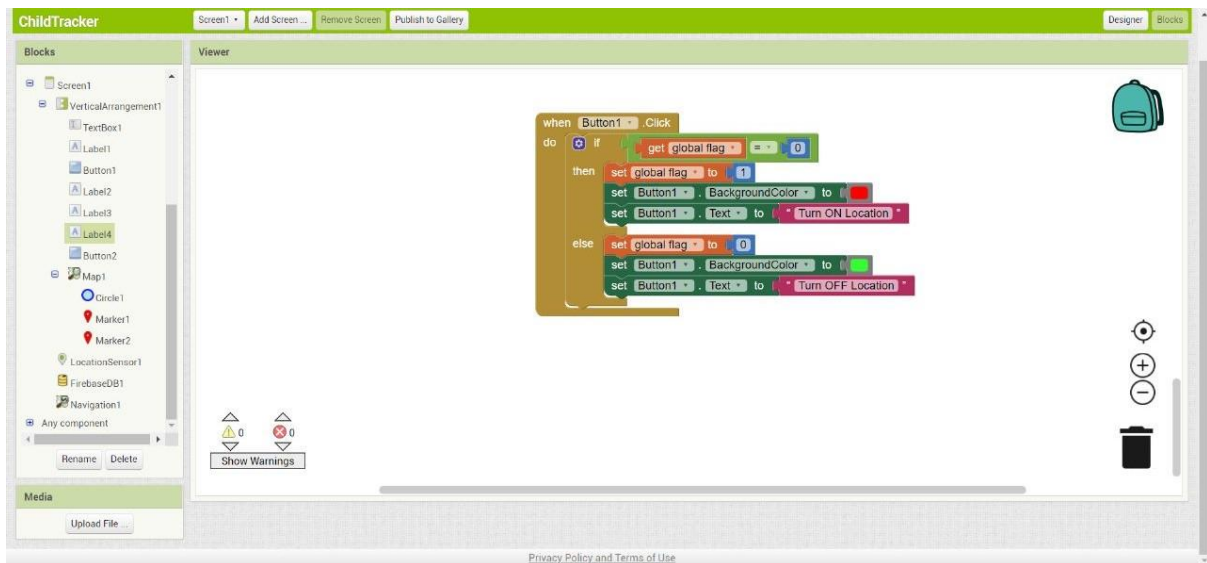 ChildTracker
Screen1 Add Screen ... Remove Screen Publish to Gallery Designer Blocks
Blocks
Viewer
Screen1
VerticalArrangement1
TextBox1
Label1
Button1
Label2
Label3
Label4
Button2
Map1
Circle1
Marker1
Marker2
LocationSensor1
FirebaseDB1
Navigation1
Any component
Rename Delete
Media
Upload File ...
when Button1 .Click
do if get global flag = 0
then set global flag to 1
set Button1 . BackgroundColor to
set Button1 . Text to " Turn ON Location "
else set global flag to 0
set Button1 . BackgroundColor to
set Button1 . Text to " Turn OFF Location "
0 0
Show Warnings
Privacy Policy and Terms of Use